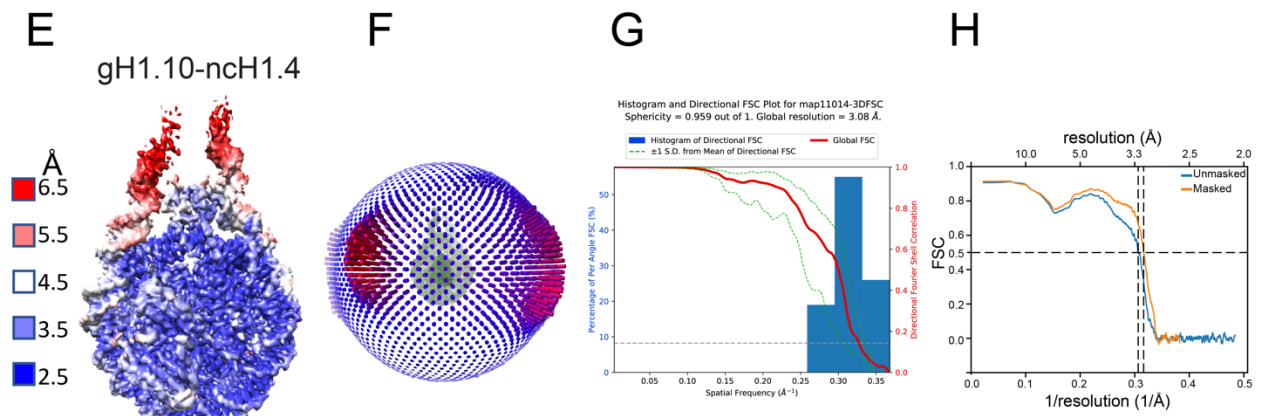 E
gH1.10-ncH1.4
Å
6.5
5.5
4.5
3.5
2.5
F
G
Histogram and Directional FSC Plot for map11014-3DFSC
Sphericity = 0.959 out of 1. Global resolution = 3.08 Å.
Histogram of Directional FSC
±1 S.D. from Mean of Directional FSC
Global FSC
Percentage of Per Angle FSC (%)
50
40
30
20
10
0
0.05 0.10 0.15 0.20 0.25 0.30 0.35
Spatial Frequency (Å⁻¹)
1.0
0.8
0.6
0.4
0.2
0.0
Directional Fourier Shell Correlation
H
resolution (Å)
10.0 5.0 3.3 2.5 2.0
Unmasked
Masked
FSC
1.0
0.8
0.6
0.5
0.4
0.2
0.0
0.0 0.1 0.2 0.3 0.4 0.5
1/resolution (1/Å)